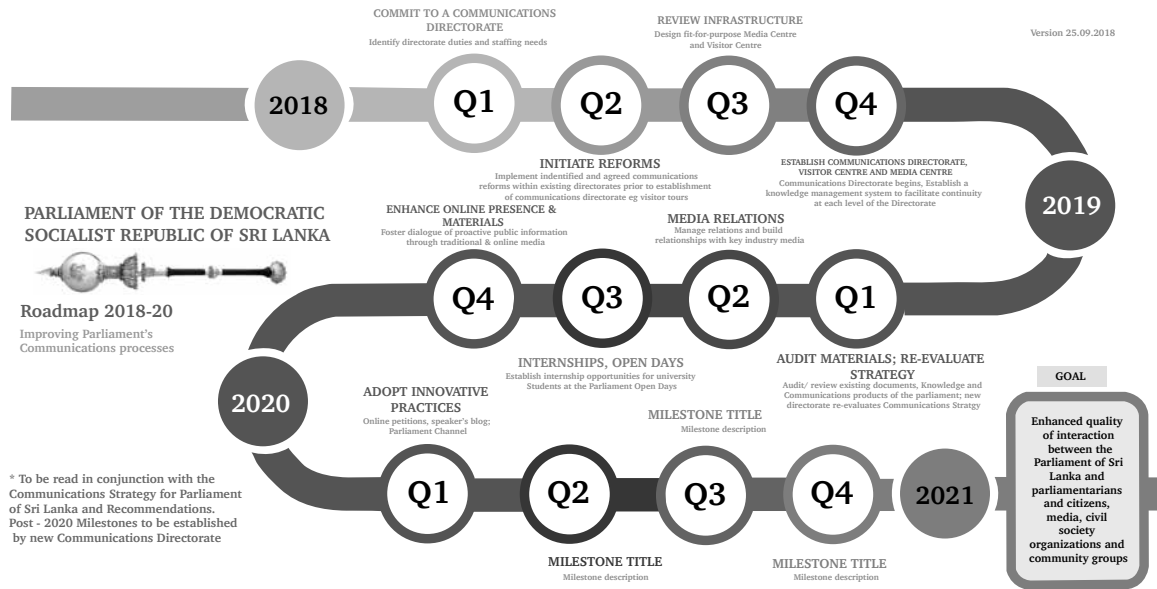 COMMIT TO A COMMUNICATIONS
DIRECTORATE
Identify directorate duties and staffing needs
REVIEW INFRASTRUCTURE
Design fit-for-purpose Media Centre
and Visitor Centre
Version 25.09.2018
2018
Q1
Q2
Q3
Q4
INITIATE REFORMS
Implement indentified and agreed communications
reforms within existing directorates prior to establishment
of communications directorate eg visitor tours
ESTABLISH COMMUNICATIONS DIRECTORATE,
VISITOR CENTRE AND MEDIA CENTRE
Communications Directorate begins, Establish a
knowledge management system to facilitate continuity
at each level of the Directorate
2019
PARLIAMENT OF THE DEMOCRATIC
SOCIALIST REPUBLIC OF SRI LANKA
Roadmap 2018-20
Improving Parliament's
Communications processes
ENHANCE ONLINE PRESENCE &
MATERIALS
Foster dialogue of proactive public information
through traditional & online media
MEDIA RELATIONS
Manage relations and build
relationships with key industry media
Q4
Q3
Q2
Q1
INTERNSHIPS, OPEN DAYS
Establish internship opportunities for university
Students at the Parliament Open Days
AUDIT MATERIALS; RE-EVALUATE
STRATEGY
Audit/ review existing documents, Knowledge and
Communications products of the parliament; new
directorate re-evaluates Communications Stratgy
2020
ADOPT INNOVATIVE
PRACTICES
Online petitions, speaker's blog;
Parliament Channel
MILESTONE TITLE
Milestone description
Q1
Q2
Q3
Q4
2021
MILESTONE TITLE
Milestone description
MILESTONE TITLE
Milestone description
GOAL
Enhanced quality
of interaction
between the
Parliament of Sri
Lanka and
parliamentarians
and citizens,
media, civil
society
organizations and
community groups
* To be read in conjunction with the
Communications Strategy for Parliament
of Sri Lanka and Recommendations.
Post - 2020 Milestones to be established
by new Communications Directorate